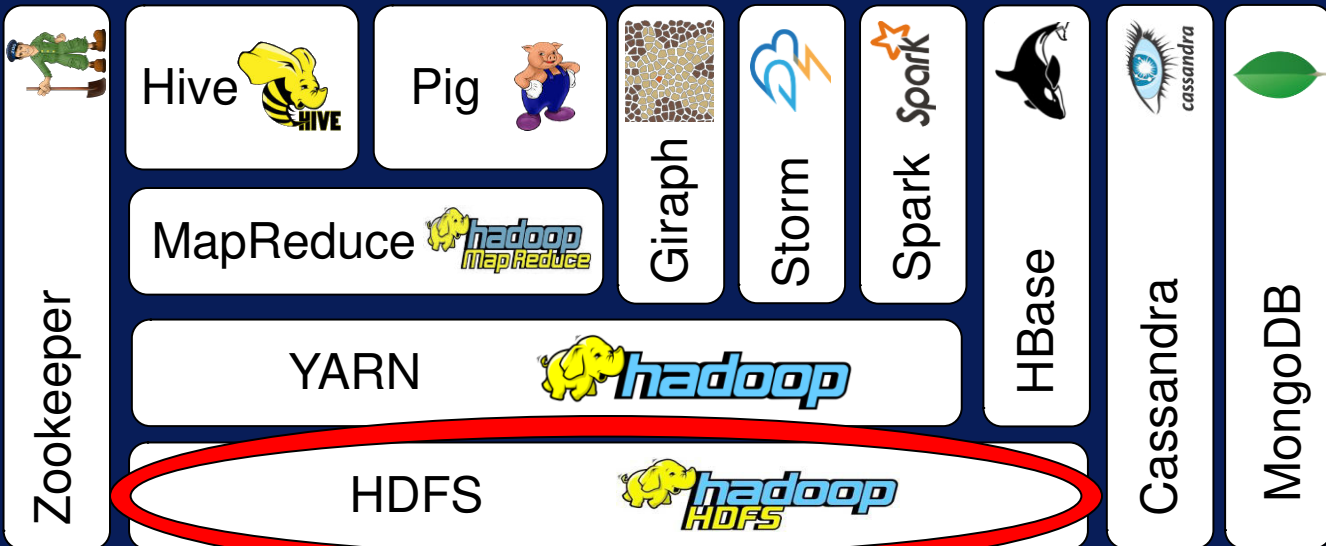 Zookeeper
Hive
HIVE
Pig
Giraph
Storm
Spark
Spark
HBase
cassandra
Cassandra
MongoDB
MapReduce
hadoop
Map Reduce
YARN
hadoop
HDFS
hadoop
HDFS